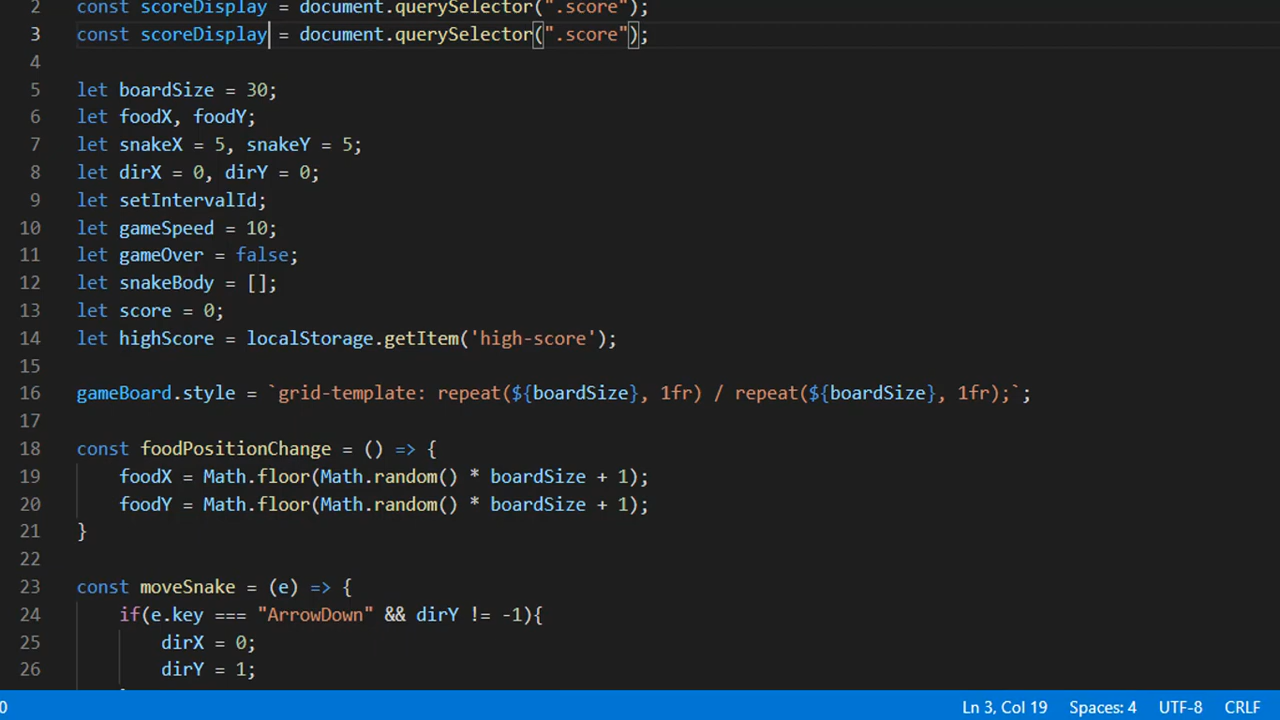 2 const scoreDisplay = document.querySelector(".score");
3 const scoreDisplay = document.querySelector(".score");
4
5 let boardSize = 30;
6 let foodX, foodY;
7 let snakeX = 5, snakeY = 5;
8 let dirX = 0, dirY = 0;
9 let setIntervalId;
10 let gameSpeed = 10;
11 let gameOver = false;
12 let snakeBody = [];
13 let score = 0;
14 let highScore = localStorage.getItem('high-score');
15
16 gameBoard.style = `grid-template: repeat(${boardSize}, 1fr) / repeat(${boardSize}, 1fr);`;
17
18 const foodPositionChange = () => {
19     foodX = Math.floor(Math.random() * boardSize + 1);
20     foodY = Math.floor(Math.random() * boardSize + 1);
21 }
22
23 const moveSnake = (e) => {
24     if(e.key === "ArrowDown" && dirY != -1){
25         dirX = 0;
26         dirY = 1;
0 Ln 3, Col 19 Spaces: 4 UTF-8 CRLF